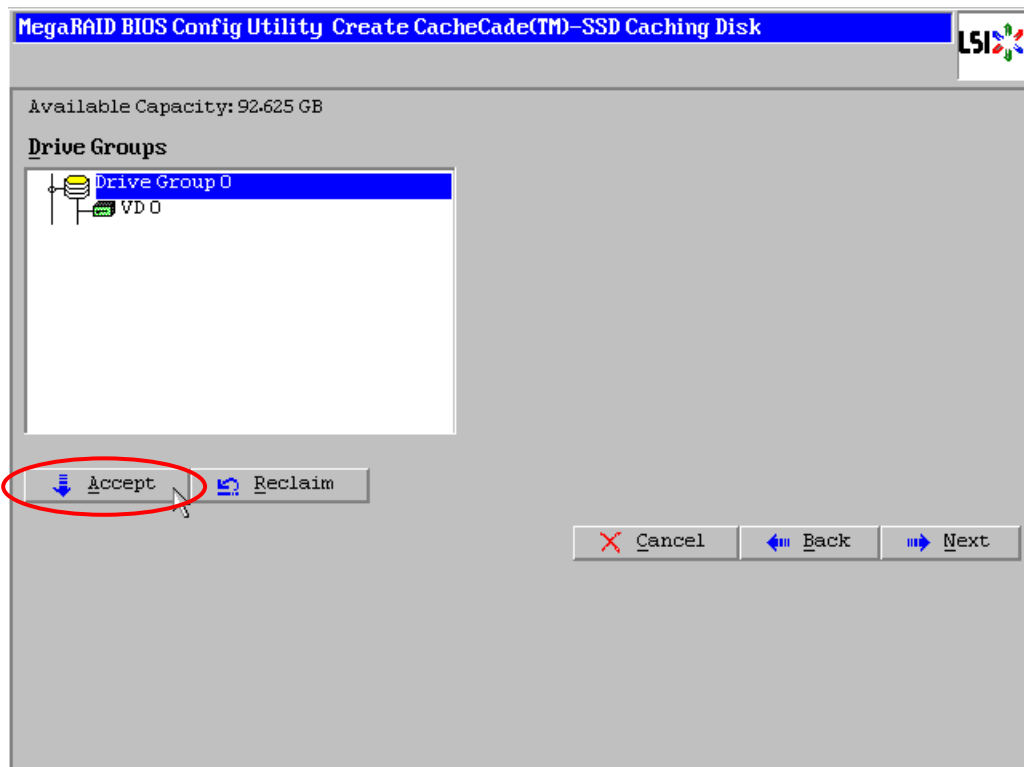 MegaRAID BIOS Config Utility Create CacheCade(TM)-SSD Caching Disk
LSI
Available Capacity: 92.625 GB
Drive Groups
Drive Group 0
VD 0
Accept
Reclaim
Cancel
Back
Next